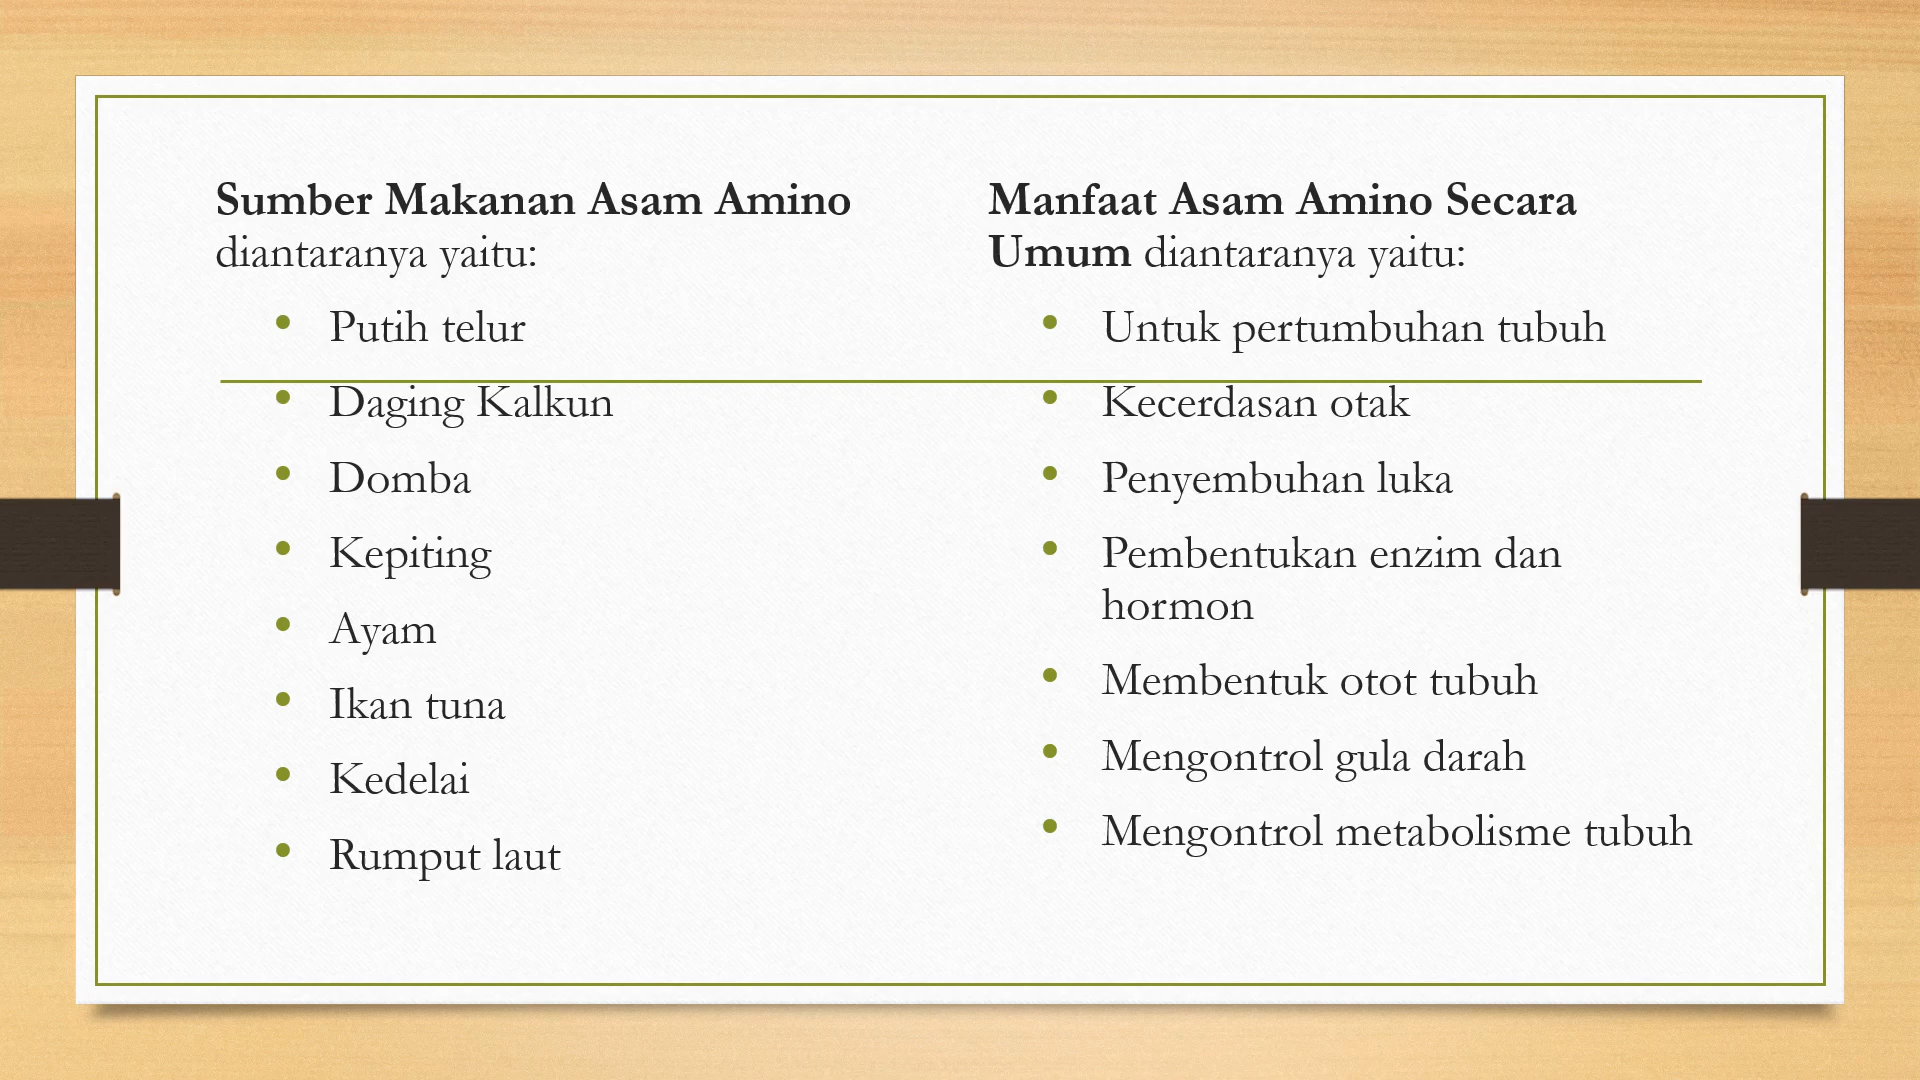 Sumber Makanan Asam Amino
diantaranya yaitu:
• Putih telur
• Daging Kalkun
• Domba
• Kepiting
• Ayam
• Ikan tuna
• Kedelai
• Rumput laut
Manfaat Asam Amino Secara
Umum diantaranya yaitu:
• Untuk pertumbuhan tubuh
• Kecerdasan otak
• Penyembuhan luka
• Pembentukan enzim dan
hormon
• Membentuk otot tubuh
• Mengontrol gula darah
• Mengontrol metabolisme tubuh